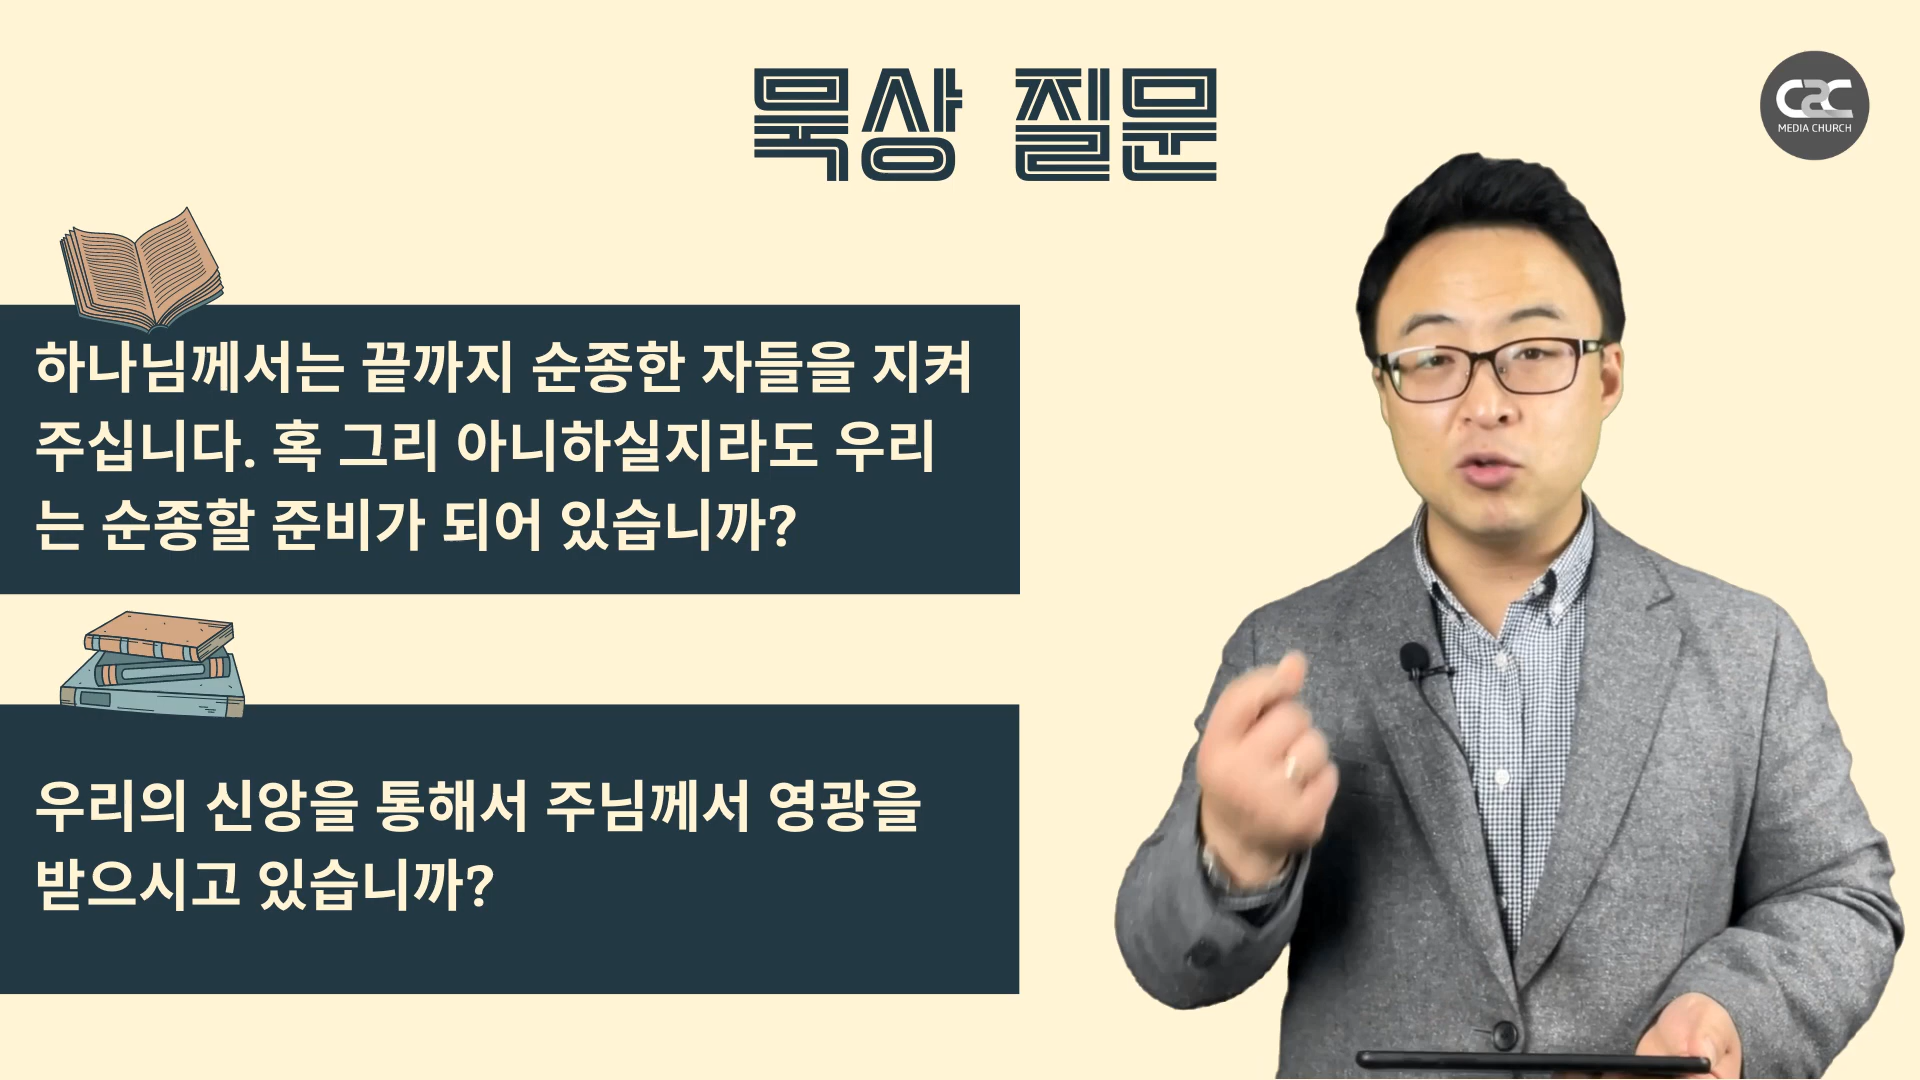 묵상 질문
C2C
MEDIA CHURCH
하나님께서는 끝까지 순종한 자들을 지켜
주십니다. 혹 그리 아니하실지라도 우리
는 순종할 준비가 되어 있습니까?
우리의 신앙을 통해서 주님께서 영광을
받으시고 있습니까?